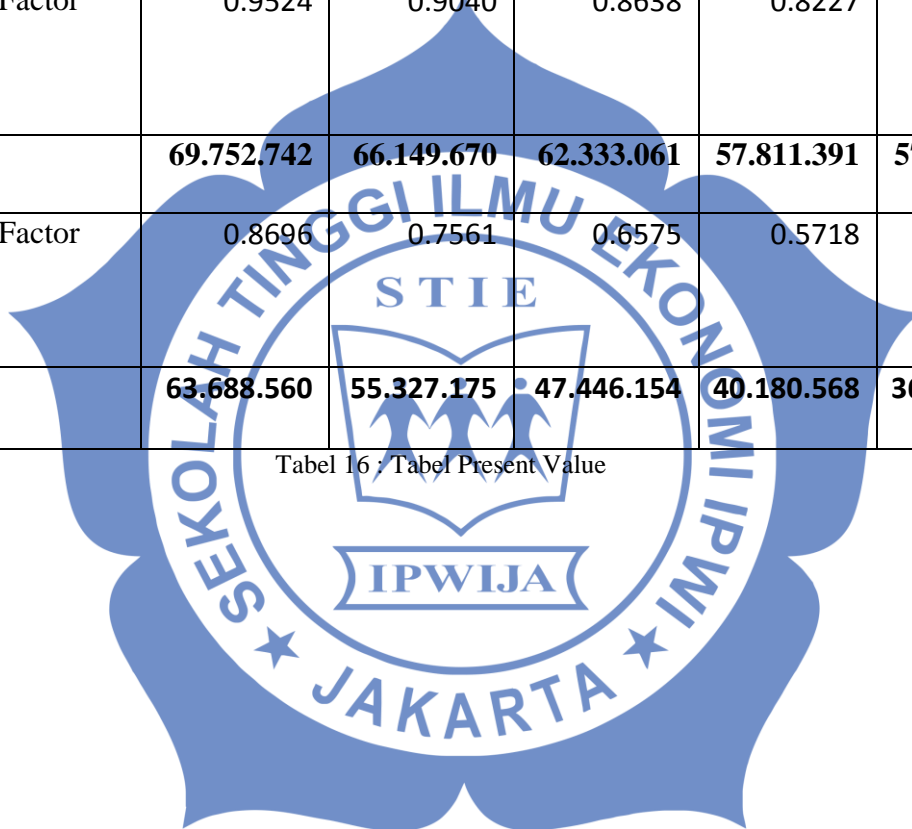 Factor 0.9524 0.9040 0.8638 0.8227
69.752.742 66.149.670 62.333.061 57.811.391
Factor 0.8696 0.7561 0.6575 0.5718
63.688.560 55.327.175 47.446.154 40.180.568
Tabel 16 : Tabel Present Value
SEKOLAH TINGGI ILMU EKONOMI IPWI
STIE
IPWIJA
★ JAKARTA ★